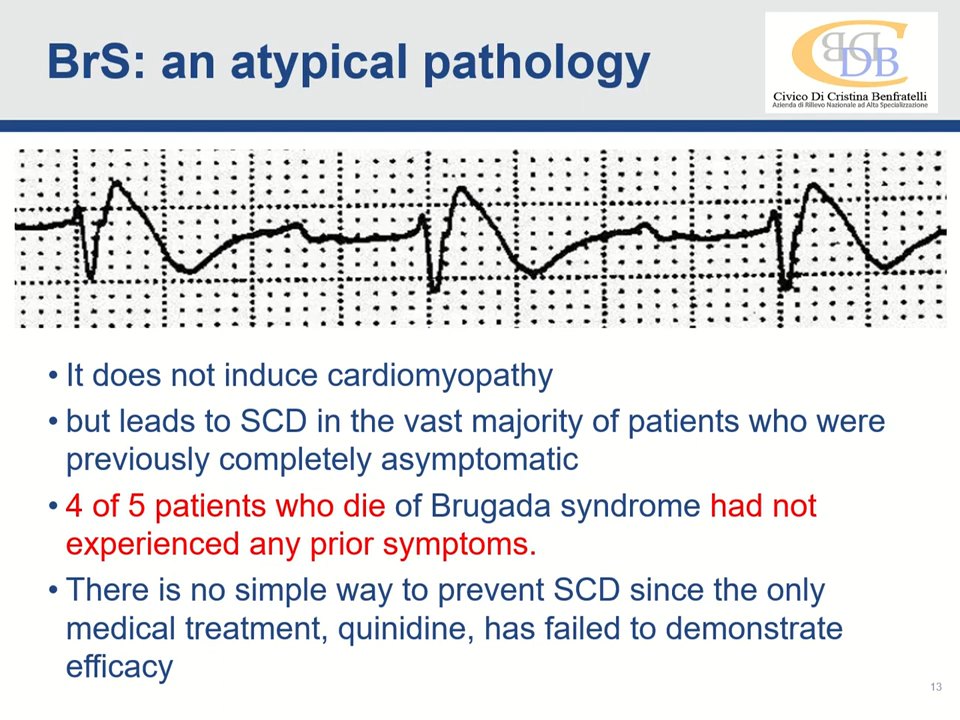 BrS: an atypical pathology
CBDDB
Civico Di Cristina Benfratelli
Azienda di Rilievo Nazionale ad Alta Specializzazione
• It does not induce cardiomyopathy
• but leads to SCD in the vast majority of patients who were
previously completely asymptomatic
• 4 of 5 patients who die of Brugada syndrome had not
experienced any prior symptoms.
• There is no simple way to prevent SCD since the only
medical treatment, quinidine, has failed to demonstrate
efficacy
13